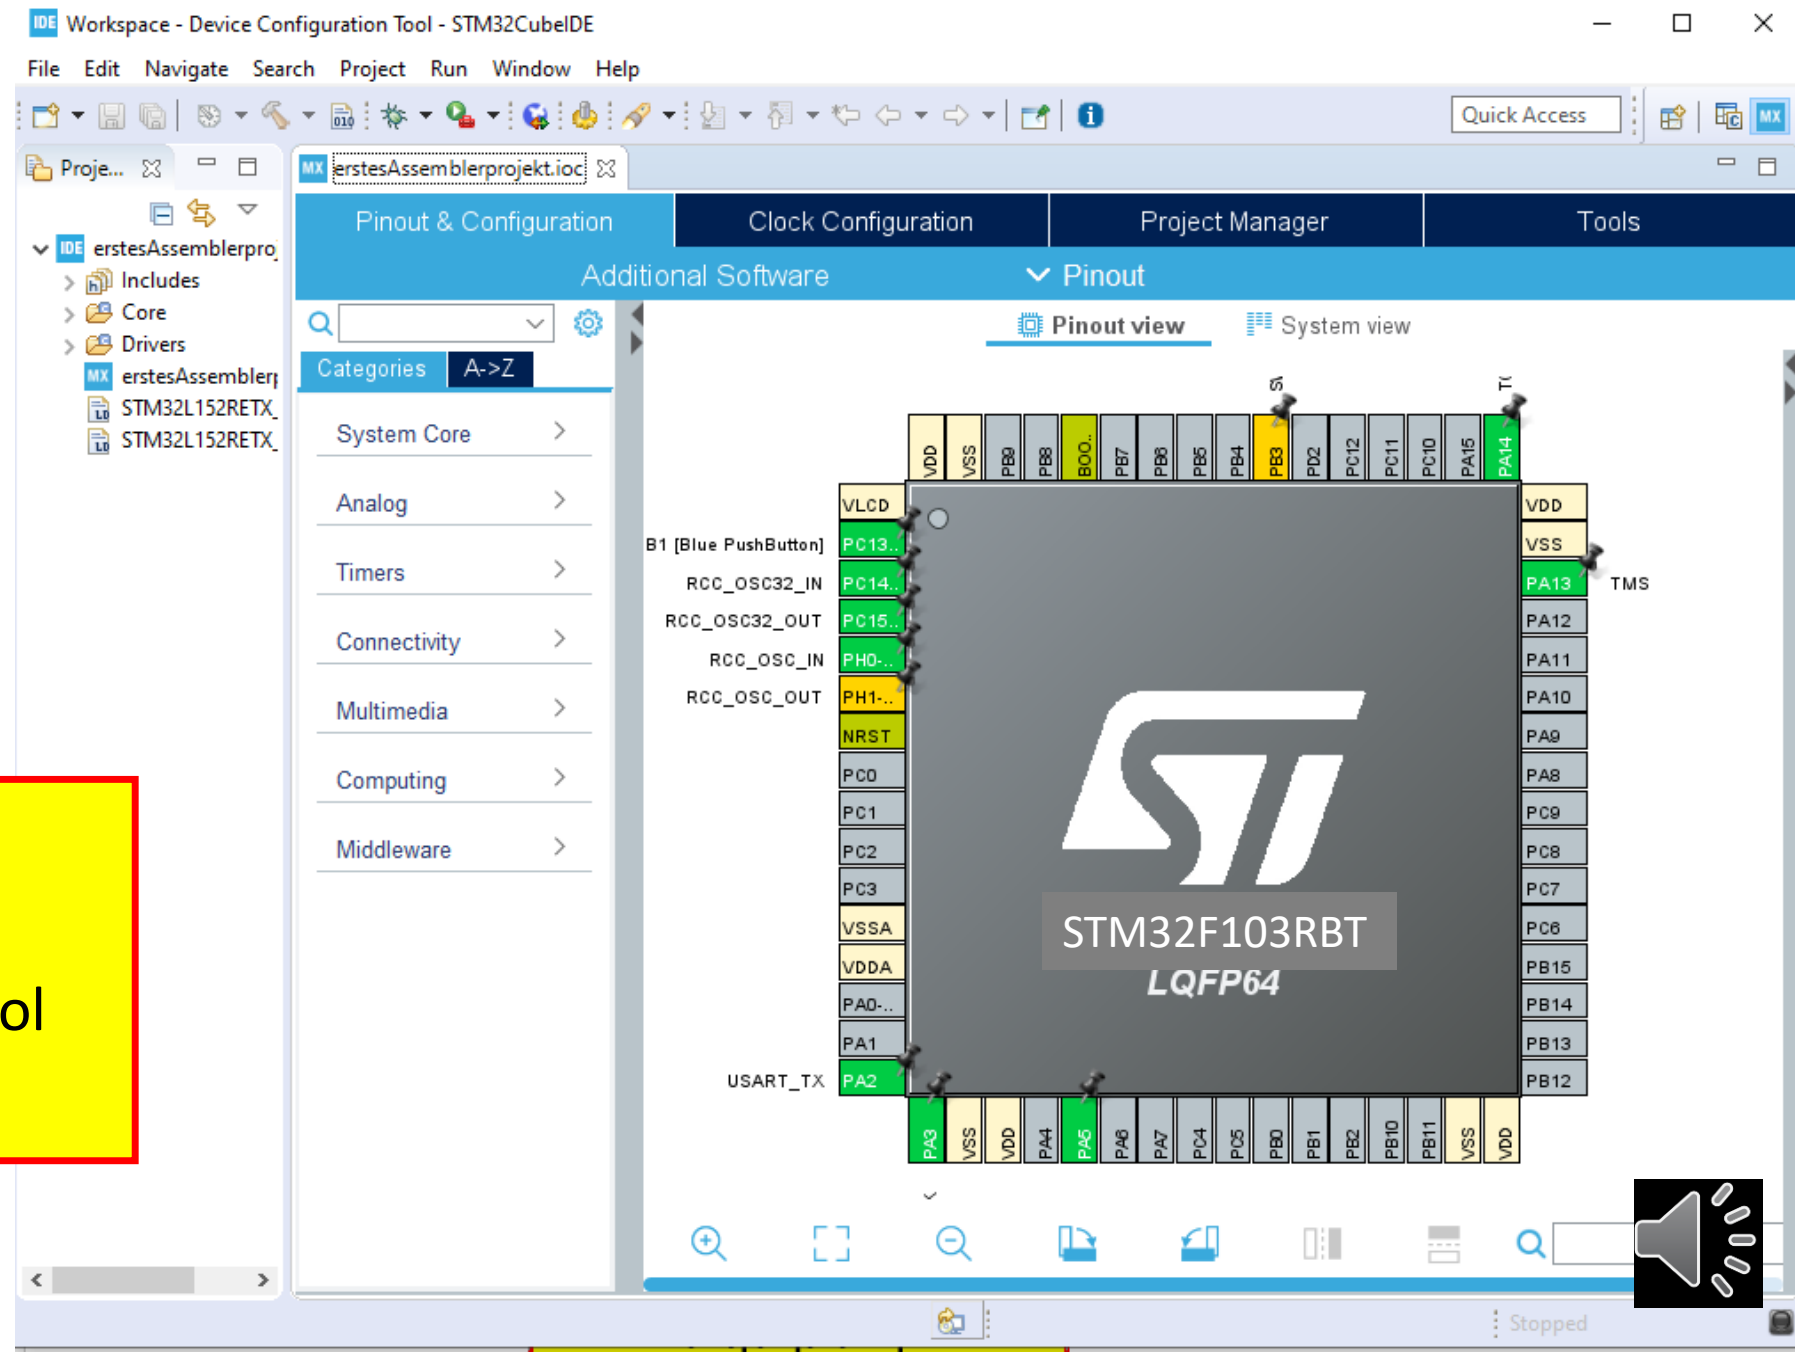 IDE Workspace - Device Configuration Tool - STM32CubeIDE
File Edit Navigate Search Project Run Window Help
Quick Access
Proje...
MX erstesAssemblerprojekt.ioc
Pinout & Configuration
Clock Configuration
Project Manager
Tools
Additional Software
Pinout
IDE erstesAssemblerproj
Includes
Core
Drivers
MX erstesAssemblerp
STM32L152RETX_
STM32L152RETX_
Categories
A->Z
System Core
Analog
Timers
Connectivity
Multimedia
Computing
Middleware
Pinout view
System view
VDD
VSS
PB9
PB8
BOO..
PB7
PB6
PB5
PB4
PB3
PD2
PC12
PC11
PC10
PA15
PA14
VLCD
B1 [Blue PushButton] PC13..
RCC_OSC32_IN PC14..
RCC_OSC32_OUT PC15..
RCC_OSC_IN PH0-..
RCC_OSC_OUT PH1-..
NRST
PC0
PC1
PC2
PC3
VSSA
VDDA
PA0-..
PA1
USART_TX PA2
STM32F103RBT
LQFP64
VDD
VSS
PA13 TMS
PA12
PA11
PA10
PA9
PA8
PC9
PC8
PC7
PC6
PB15
PB14
PB13
PB12
PA3
VSS
VDD
PA4
PA5
PA6
PA7
PC4
PC5
PB0
PB1
PB2
PB10
PB11
VSS
VDD
ol
Stopped